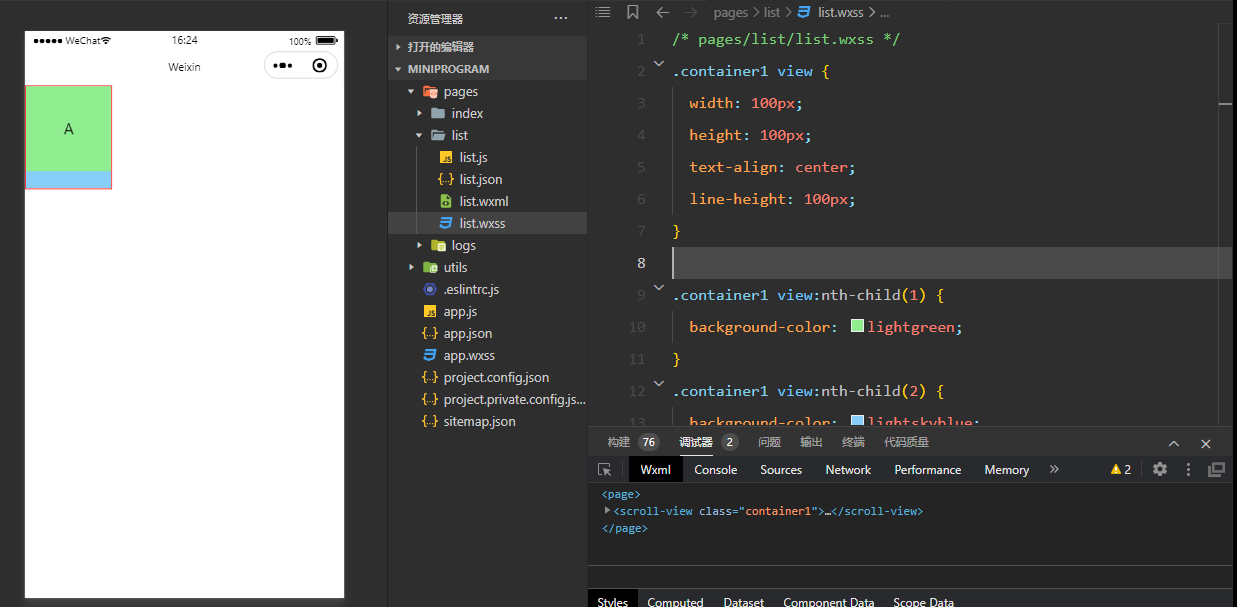 ●●●●● WeChat 16:24 100%
Weixin
A
资源管理器 ...
打开的编辑器
MINIPROGRAM
pages
index
list
list.js
list.json
list.wxml
list.wxss
logs
utils
.eslintrc.js
app.js
app.json
app.wxss
project.config.json
project.private.config.js...
sitemap.json
pages > list > list.wxss > ...
1 /* pages/list/list.wxss */
2 .container1 view {
3 width: 100px;
4 height: 100px;
5 text-align: center;
6 line-height: 100px;
7 }
8
9 .container1 view:nth-child(1) {
10 background-color: lightgreen;
11 }
12 .container1 view:nth-child(2) {
13 background-color: lightskyblue;
构建 76 调试器 2 问题 输出 终端 代码质量
Wxml Console Sources Network Performance Memory » 2
<page>
<scroll-view class="container1">…</scroll-view>
</page>
Styles Computed Dataset Component Data Scope Data